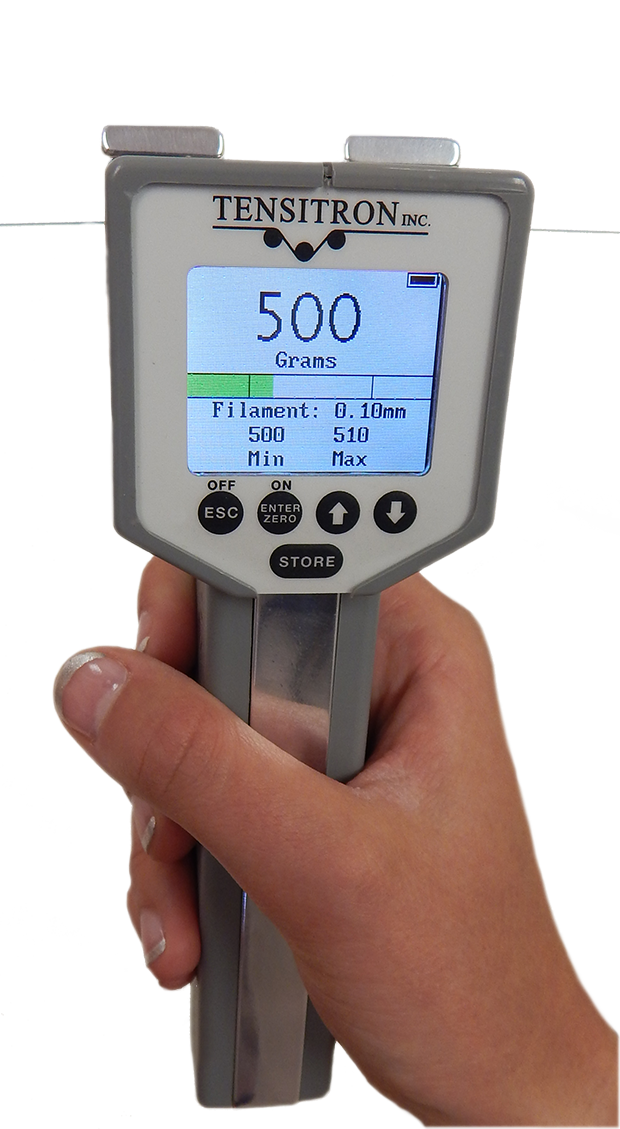 TENSITRON INC.
500
Grams
Filament: 0.10mm
500 510
Min Max
OFF ON
ESC ENTER ZERO
STORE